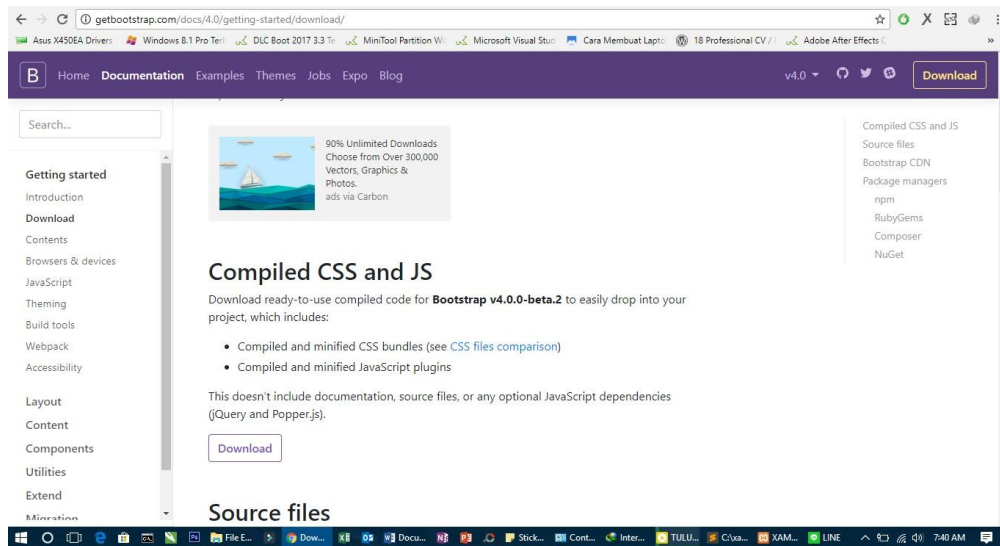 getbootstrap.com/docs/4.0/getting-started/download/
Asus X450EA Drivers Windows 8.1 Pro Ter DLC Boot 2017 3.3 Te MiniTool Partition Wi Microsoft Visual Stud Cara Membuat Lapto 18 Professional CV / Adobe After Effects C
B Home Documentation Examples Themes Jobs Expo Blog v4.0 Download
Search...
Getting started
Introduction
Download
Contents
Browsers & devices
JavaScript
Theming
Build tools
Webpack
Accessibility
Layout
Content
Components
Utilities
Extend
Migration
90% Unlimited Downloads
Choose from Over 300,000
Vectors, Graphics &
Photos.
ads via Carbon
Compiled CSS and JS
Download ready-to-use compiled code for Bootstrap v4.0.0-beta.2 to easily drop into your
project, which includes:
Compiled and minified CSS bundles (see CSS files comparison)
Compiled and minified JavaScript plugins
This doesn't include documentation, source files, or any optional JavaScript dependencies
(jQuery and Popper.js).
Download
Source files
Compiled CSS and JS
Source files
Bootstrap CDN
Package managers
npm
RubyGems
Composer
NuGet
File E... Dow... Docu... Stick... Cont... Inter... TULU... C:\xa... XAM... LINE 7:40 AM